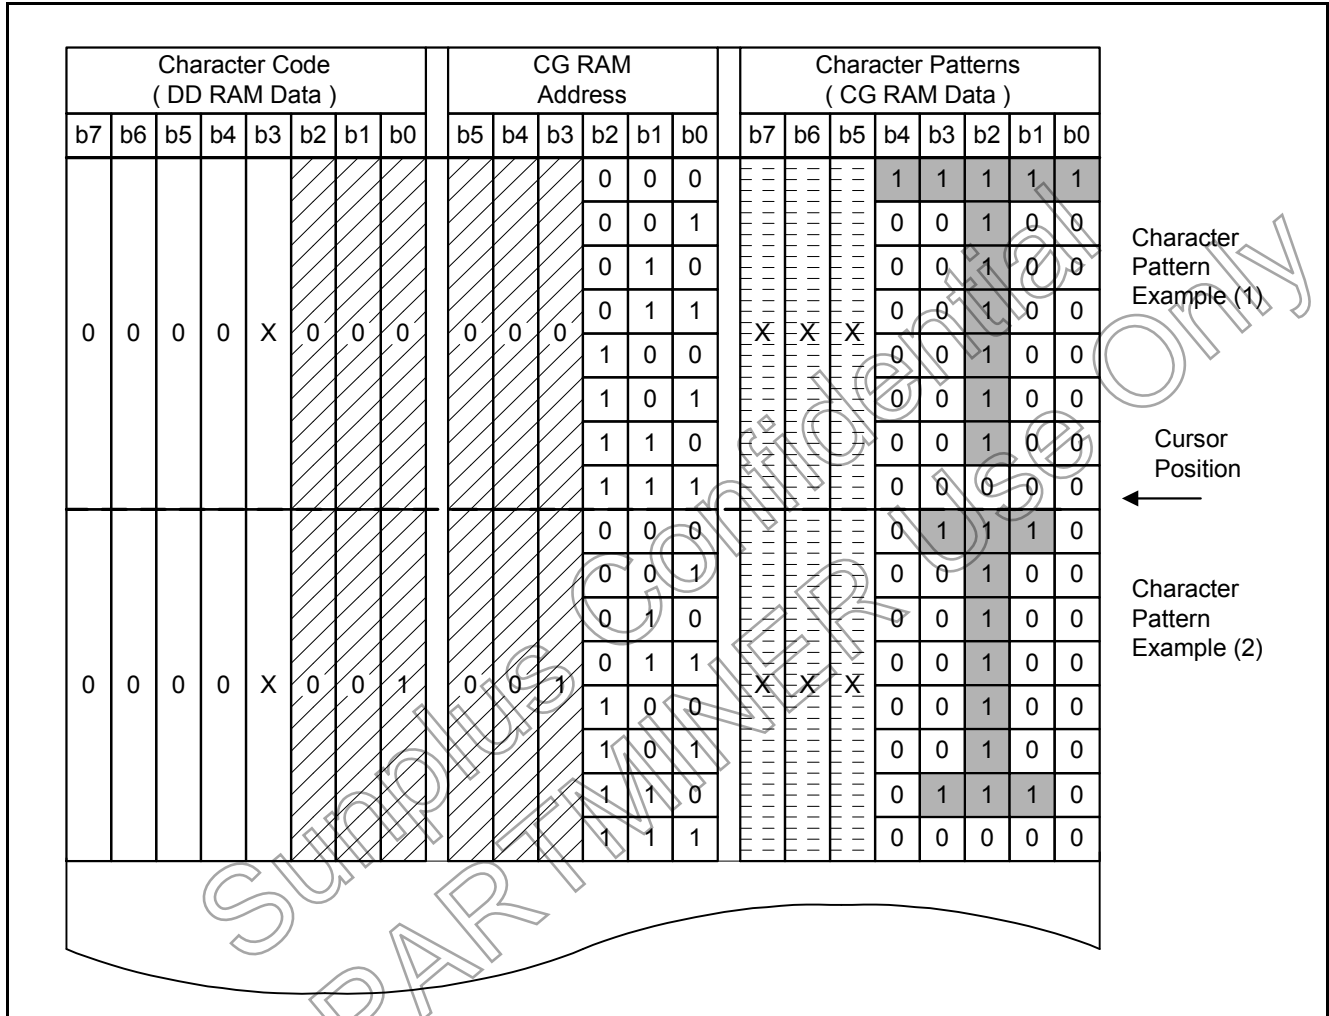 Character Code CG RAM Character Patterns
( DD RAM Data ) Address ( CG RAM Data )
b7 b6 b5 b4 b3 b2 b1 b0 b5 b4 b3 b2 b1 b0 b7 b6 b5 b4 b3 b2 b1 b0
0 0 0 1 1 1 1 1
0 0 1 0 0 1 0 0
0 1 0 0 0 1 0 0
0 1 1 0 0 1 0 0
0 0 0 0 X 0 0 0 0 0 0 X X X
1 0 0 0 0 1 0 0
1 0 1 0 0 1 0 0
1 1 0 0 0 1 0 0
1 1 1 0 0 0 0 0
Character
Pattern
Example (1)
Cursor
Position
0 0 0 0 1 1 1 0
0 0 1 0 0 1 0 0
0 1 0 0 0 1 0 0
0 1 1 0 0 1 0 0
0 0 0 0 X 0 0 1 0 0 1 X X X
1 0 0 0 0 1 0 0
1 0 1 0 0 1 0 0
1 1 0 0 1 1 1 0
1 1 1 0 0 0 0 0
Character
Pattern
Example (2)
Sunplus Confidential
PARTMINER Use Only